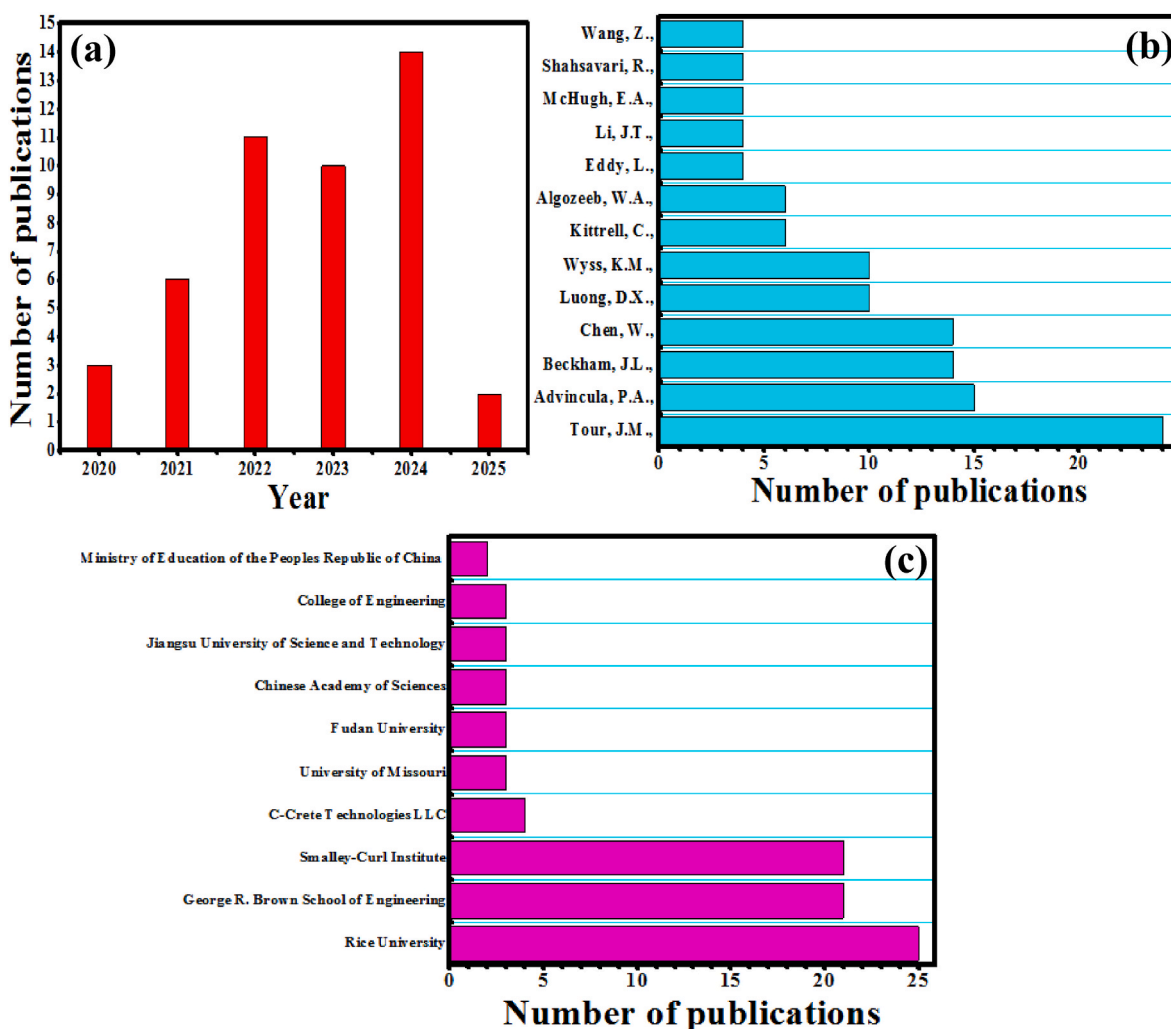 (a)
Number of publications
15
14
13
12
11
10
9
8
7
6
5
4
3
2
1
0
2020 2021 2022 2023 2024 2025
Year
(b)
Wang, Z.,
Shahsavari, R.,
McHugh, E.A.,
Li, J.T.,
Eddy, L.,
Algozeeb, W.A.,
Kittrell, C.,
Wyss, K.M.,
Luong, D.X.,
Chen, W.,
Beckham, J.L.,
Advincula, P.A.,
Tour, J.M.,
0 5 10 15 20
Number of publications
(c)
Ministry of Education of the Peoples Republic of China
College of Engineering
Jiangsu University of Science and Technology
Chinese Academy of Sciences
Fudan University
University of Missouri
C-Crete Technologies LLC
Smalley-Curl Institute
George R. Brown School of Engineering
Rice University
0 5 10 15 20 25
Number of publications